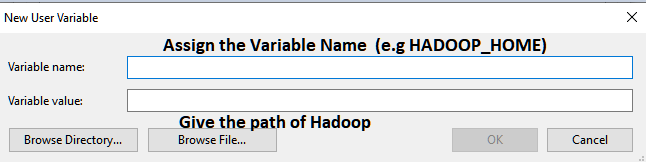 New User Variable
Assign the Variable Name (e.g HADOOP_HOME)
Variable name:
Variable value:
Give the path of Hadoop
Browse Directory...
Browse File...
OK
Cancel